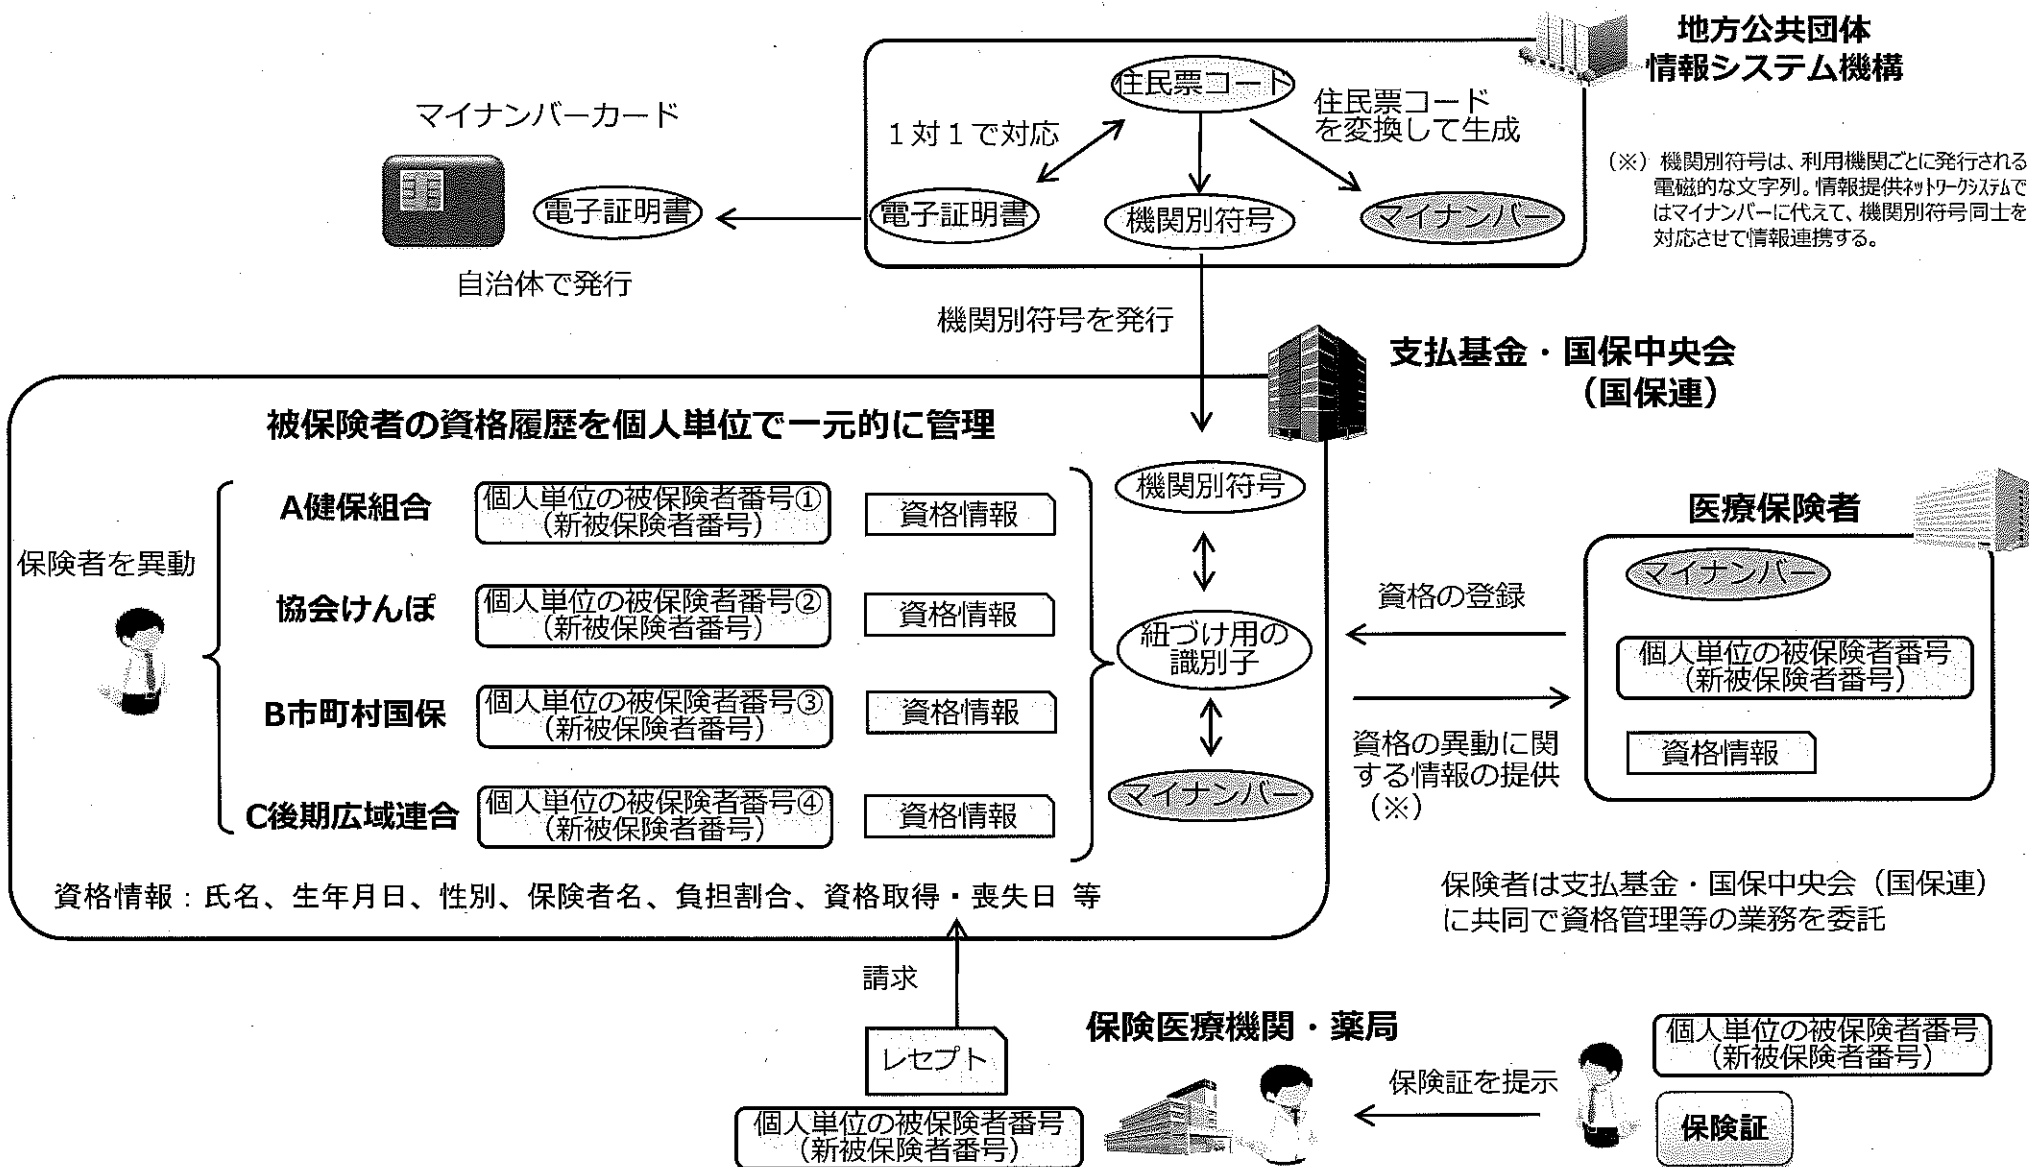 地方公共団体
情報システム機構
住民票コード
住民票コード
を変換して生成
1対1で対応
マイナンバーカード
電子証明書
電子証明書
機関別符号
マイナンバー
自治体で発行
(※) 機関別符号は、利用機関ごとに発行される
電磁的な文字列。情報提供ネットワークシステムで
はマイナンバーに代えて、機関別符号同士を
対応させて情報連携する。
機関別符号を発行
支払基金・国保中央会
(国保連)
被保険者の資格履歴を個人単位で一元的に管理
保険者を異動
A健保組合
個人単位の被保険者番号①
(新被保険者番号)
資格情報
協会けんぽ
個人単位の被保険者番号②
(新被保険者番号)
資格情報
B市町村国保
個人単位の被保険者番号③
(新被保険者番号)
資格情報
C後期広域連合
個人単位の被保険者番号④
(新被保険者番号)
資格情報
機関別符号
紐づけ用の
識別子
マイナンバー
資格情報：氏名、生年月日、性別、保険者名、負担割合、資格取得・喪失日 等
資格の登録
資格の異動に関
する情報の提供
(※)
医療保険者
マイナンバー
個人単位の被保険者番号
(新被保険者番号)
資格情報
保険者は支払基金・国保中央会（国保連）
に共同で資格管理等の業務を委託
請求
レセプト
個人単位の被保険者番号
(新被保険者番号)
保険医療機関・薬局
保険証を提示
個人単位の被保険者番号
(新被保険者番号)
保険証